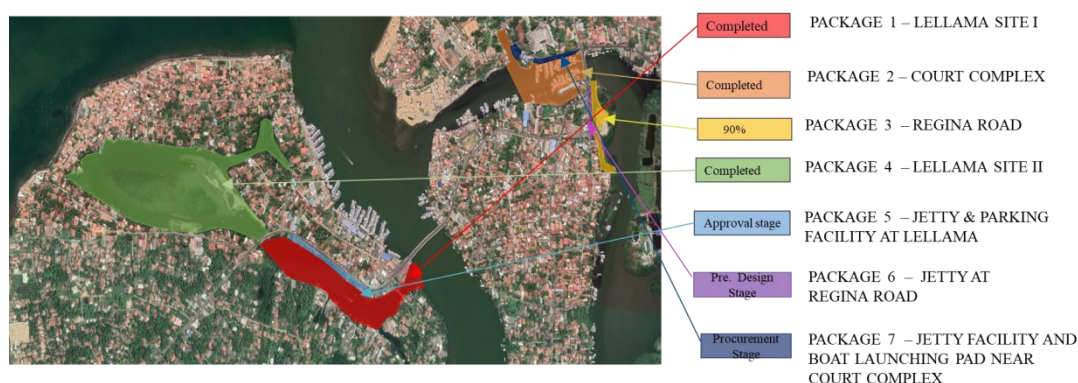 Completed
PACKAGE 1 – LELLAMA SITE I
Completed
PACKAGE 2 – COURT COMPLEX
90%
PACKAGE 3 – REGINA ROAD
Completed
PACKAGE 4 – LELLAMA SITE II
Approval stage
PACKAGE 5 – JETTY & PARKING
FACILITY AT LELLAMA
Pre. Design
Stage
PACKAGE 6 – JETTY AT
REGINA ROAD
Procurement
Stage
PACKAGE 7 – JETTY FACILITY AND
BOAT LAUNCHING PAD NEAR
COURT COMPLEX